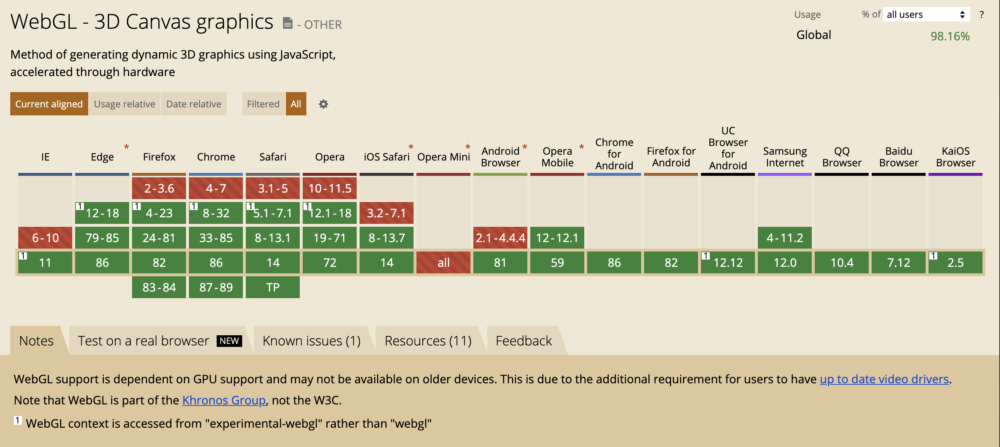 WebGL - 3D Canvas graphics - OTHER
Usage % of all users ?
Global 98.16%
Method of generating dynamic 3D graphics using JavaScript,
accelerated through hardware
Current aligned Usage relative Date relative Filtered All
IE Edge * Firefox Chrome Safari Opera iOS Safari * Opera Mini * Android Browser * Opera Mobile * Chrome for Android Firefox for Android UC Browser for Android Samsung Internet QQ Browser Baidu Browser KaiOS Browser
2-3.6 4-7 3.1-5 10-11.5
1 12-18 1 4-23 1 8-32 1 5.1-7.1 1 12.1-18 3.2-7.1
6-10 79-85 24-81 33-85 8-13.1 19-71 8-13.7 2.1-4.4.4 12-12.1 4-11.2
1 11 86 82 86 14 72 14 all 81 59 86 82 1 12.12 12.0 10.4 7.12 1 2.5
83-84 87-89 TP
Notes Test on a real browser NEW Known issues (1) Resources (11) Feedback
WebGL support is dependent on GPU support and may not be available on older devices. This is due to the additional requirement for users to have up to date video drivers.
Note that WebGL is part of the Khronos Group, not the W3C.
1 WebGL context is accessed from "experimental-webgl" rather than "webgl"